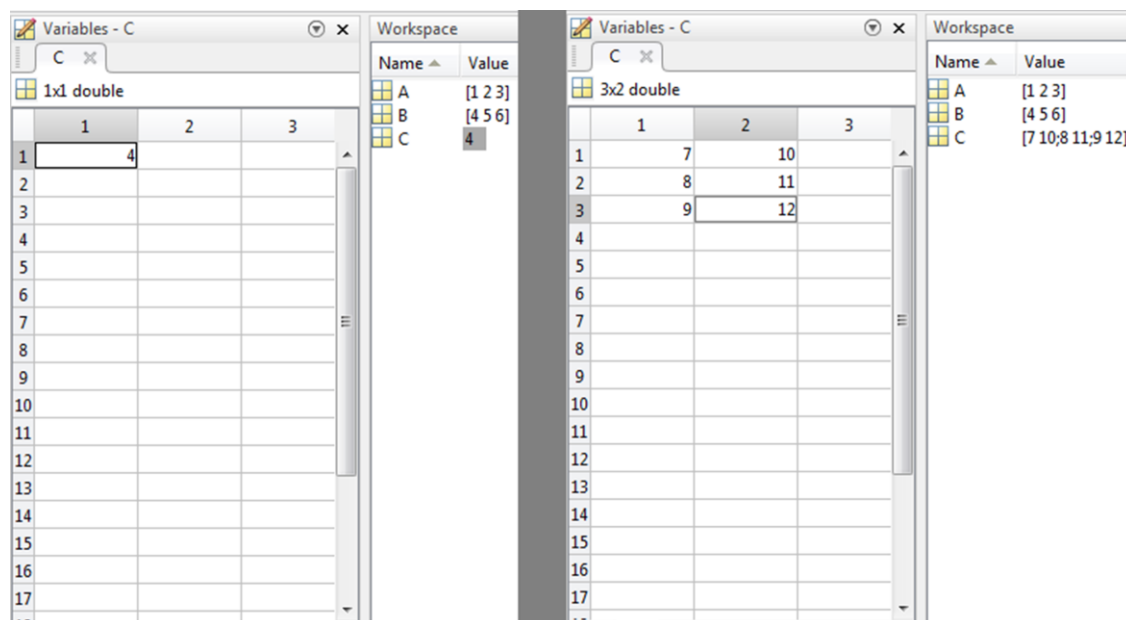 Variables - C
C
1x1 double
1 2 3
1 4
2
3
4
5
6
7
8
9
10
11
12
13
14
15
16
17
Workspace
Name Value
A [1 2 3]
B [4 5 6]
C 4
Variables - C
C
3x2 double
1 2 3
1 7 10
2 8 11
3 9 12
4
5
6
7
8
9
10
11
12
13
14
15
16
17
Workspace
Name Value
A [1 2 3]
B [4 5 6]
C [7 10;8 11;9 12]